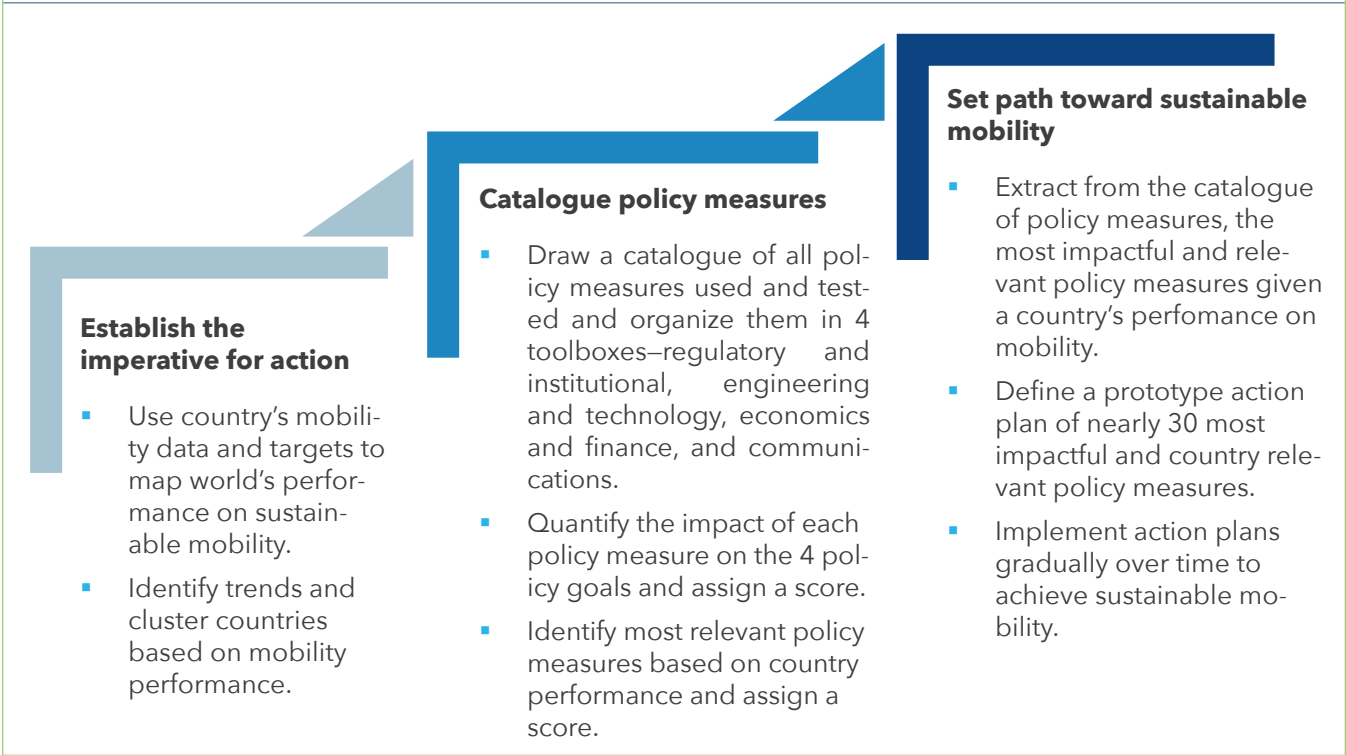 Establish the
imperative for action
▪ Use country's mobili-
ty data and targets to
map world's perfor-
mance on sustain-
able mobility.
▪ Identify trends and
cluster countries
based on mobility
performance.
Catalogue policy measures
▪ Draw a catalogue of all pol-
icy measures used and test-
ed and organize them in 4
toolboxes—regulatory and
institutional, engineering
and technology, economics
and finance, and communi-
cations.
▪ Quantify the impact of each
policy measure on the 4 pol-
icy goals and assign a score.
▪ Identify most relevant policy
measures based on country
performance and assign a
score.
Set path toward sustainable
mobility
▪ Extract from the catalogue
of policy measures, the
most impactful and rele-
vant policy measures given
a country's perfomance on
mobility.
▪ Define a prototype action
plan of nearly 30 most
impactful and country rele-
vant policy measures.
▪ Implement action plans
gradually over time to
achieve sustainable mo-
bility.